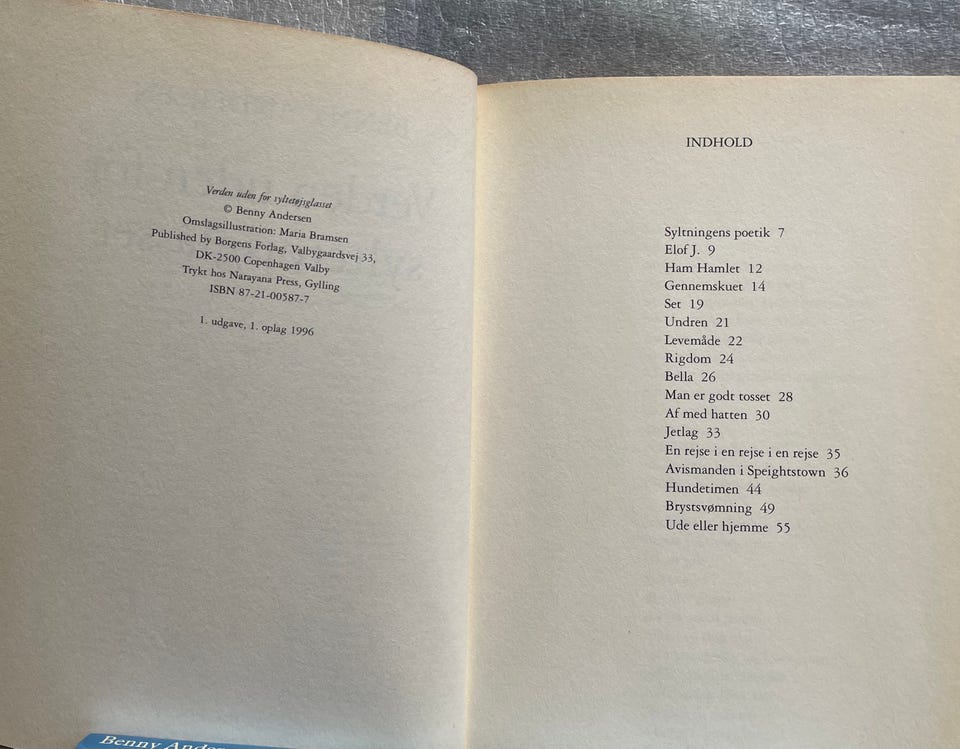 Verden uden for syltetøjsglasset
© Benny Andersen
Omslagsillustration: Maria Bramsen
Published by Borgens Forlag, Valbygaardsvej 33,
DK-2500 Copenhagen Valby
Trykt hos Narayana Press, Gylling
ISBN 87-21-00587-7
1. udgave, 1. oplag 1996
Benny
INDHOLD
Syltningens poetik 7
Elof J. 9
Ham Hamlet 12
Gennemskuet 14
Set 19
Undren 21
Levemåde 22
Rigdom 24
Bella 26
Man er godt tosset 28
Af med hatten 30
Jetlag 33
En rejse i en rejse i en rejse 35
Avismanden i Speightstown 36
Hundetimen 44
Brystsvømning 49
Ude eller hjemme 55